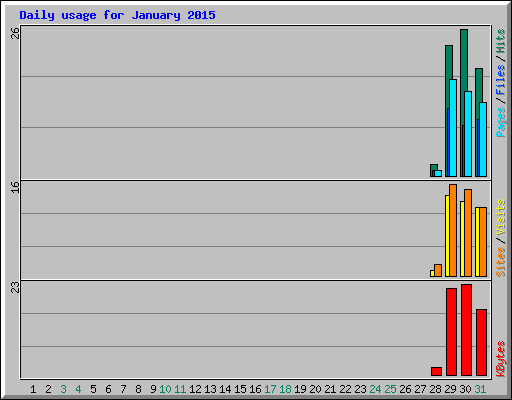 Daily usage for January 2015
26
Pages / Files / Hits
16
Sites / Visits
23
KBytes
1 2 3 4 5 6 7 8 9 10 11 12 13 14 15 16 17 18 19 20 21 22 23 24 25 26 27 28 29 30 31